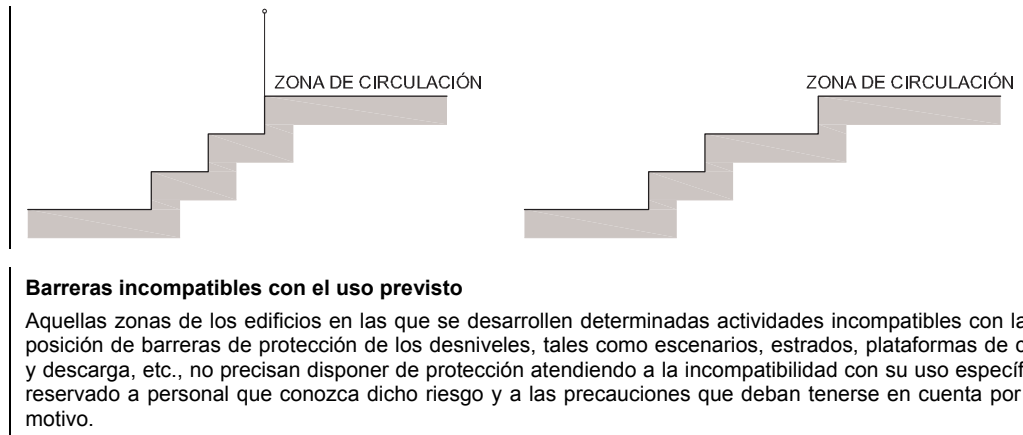 ZONA DE CIRCULACIÓN ZONA DE CIRCULACIÓN
Barreras incompatibles con el uso previsto
Aquellas zonas de los edificios en las que se desarrollen determinadas actividades incompatibles con
posición de barreras de protección de los desniveles, tales como escenarios, estrados, plataformas de
y descarga, etc., no precisan disponer de protección atendiendo a la incompatibilidad con su uso
reservado a personal que conozca dicho riesgo y a las precauciones que deban tenerse en cuenta por
motivo.